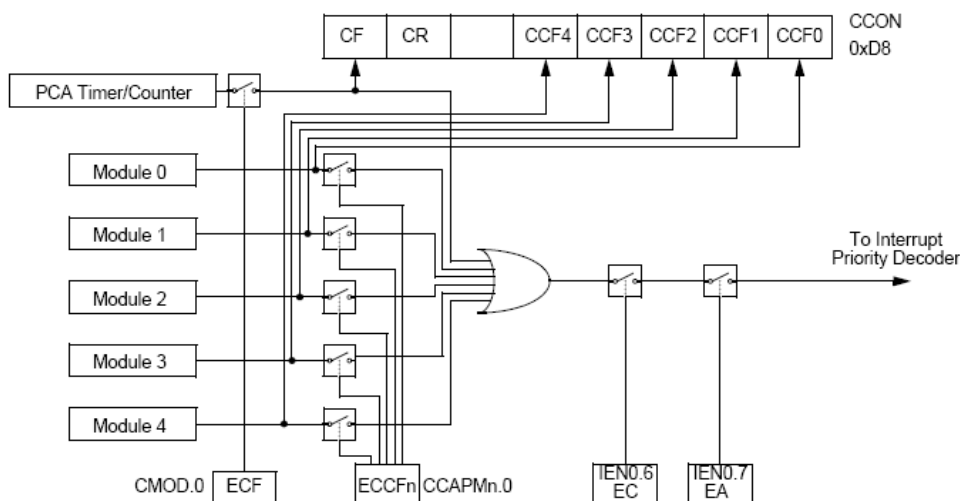 CF CR CCF4 CCF3 CCF2 CCF1 CCF0
CCON
0xD8
PCA Timer/Counter
Module 0
Module 1
Module 2
Module 3
Module 4
To Interrupt
Priority Decoder
CMOD.0 ECF
ECCFn CCAPMn.0
IEN0.6
EC
IEN0.7
EA